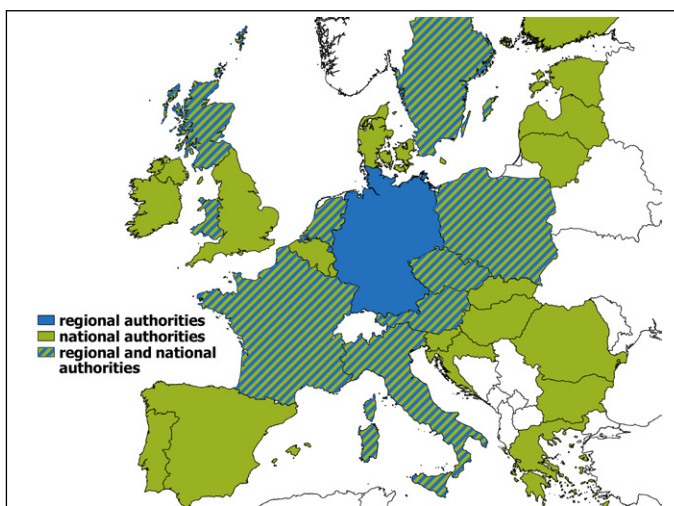 regional authorities
national authorities
regional and national
authorities